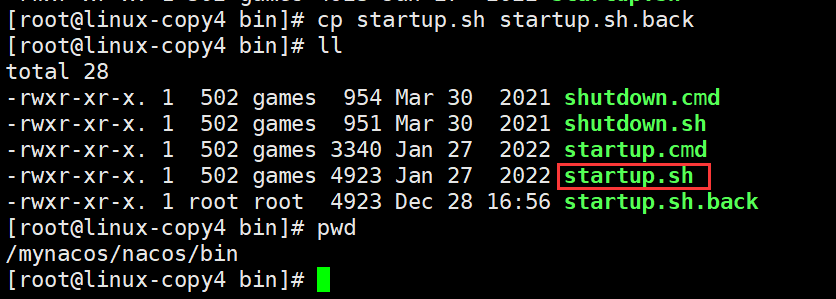 [root@linux-copy4 bin]# cp startup.sh startup.sh.back
[root@linux-copy4 bin]# ll
total 28
-rwxr-xr-x. 1  502 games  954 Mar 30  2021 shutdown.cmd
-rwxr-xr-x. 1  502 games  951 Mar 30  2021 shutdown.sh
-rwxr-xr-x. 1  502 games 3340 Jan 27  2022 startup.cmd
-rwxr-xr-x. 1  502 games 4923 Jan 27  2022 startup.sh
-rwxr-xr-x. 1 root root  4923 Dec 28 16:56 startup.sh.back
[root@linux-copy4 bin]# pwd
/mynacos/nacos/bin
[root@linux-copy4 bin]#